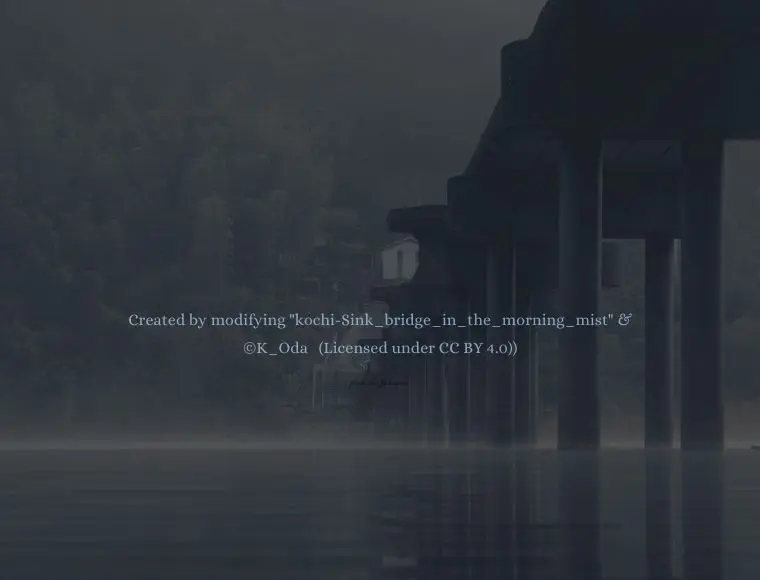 Created by modifying "kochi-Sink_bridge_in_the_morning_mist" &
©K_Oda (Licensed under CC BY 4.0))